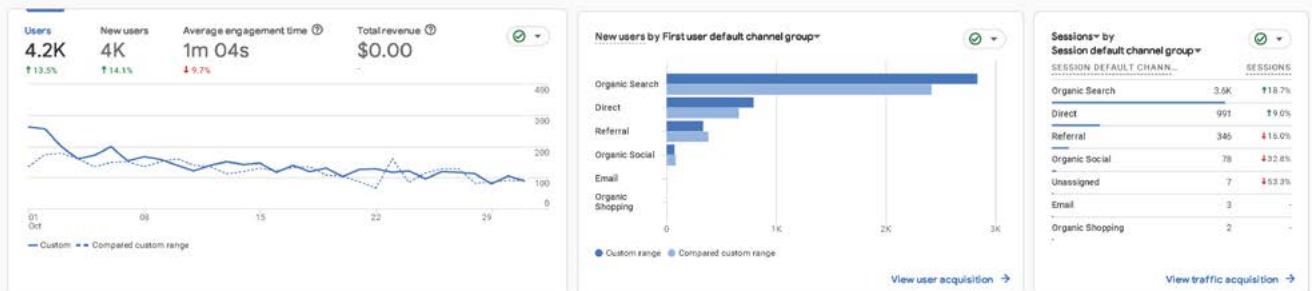 Users New users Average engagement time Total revenue
4.2K 4K 1m 04s $0.00
↑13.5% ↑14.1% ↓9.7% -
400
300
200
100
0
01 08 15 22 29
Oct
Custom Compared custom range
New users by First user default channel group
Organic Search
Direct
Referral
Organic Social
Email
Organic
Shopping
0 1K 2K 3K
Custom range Compared custom range
View user acquisition →
Sessions by
Session default channel group
SESSION DEFAULT CHANN... SESSIONS
Organic Search 3.6K ↑18.7%
Direct 991 ↑9.0%
Referral 346 ↓15.0%
Organic Social 78 ↓32.8%
Unassigned 7 ↓53.3%
Email 3 -
Organic Shopping 2 -
View traffic acquisition →